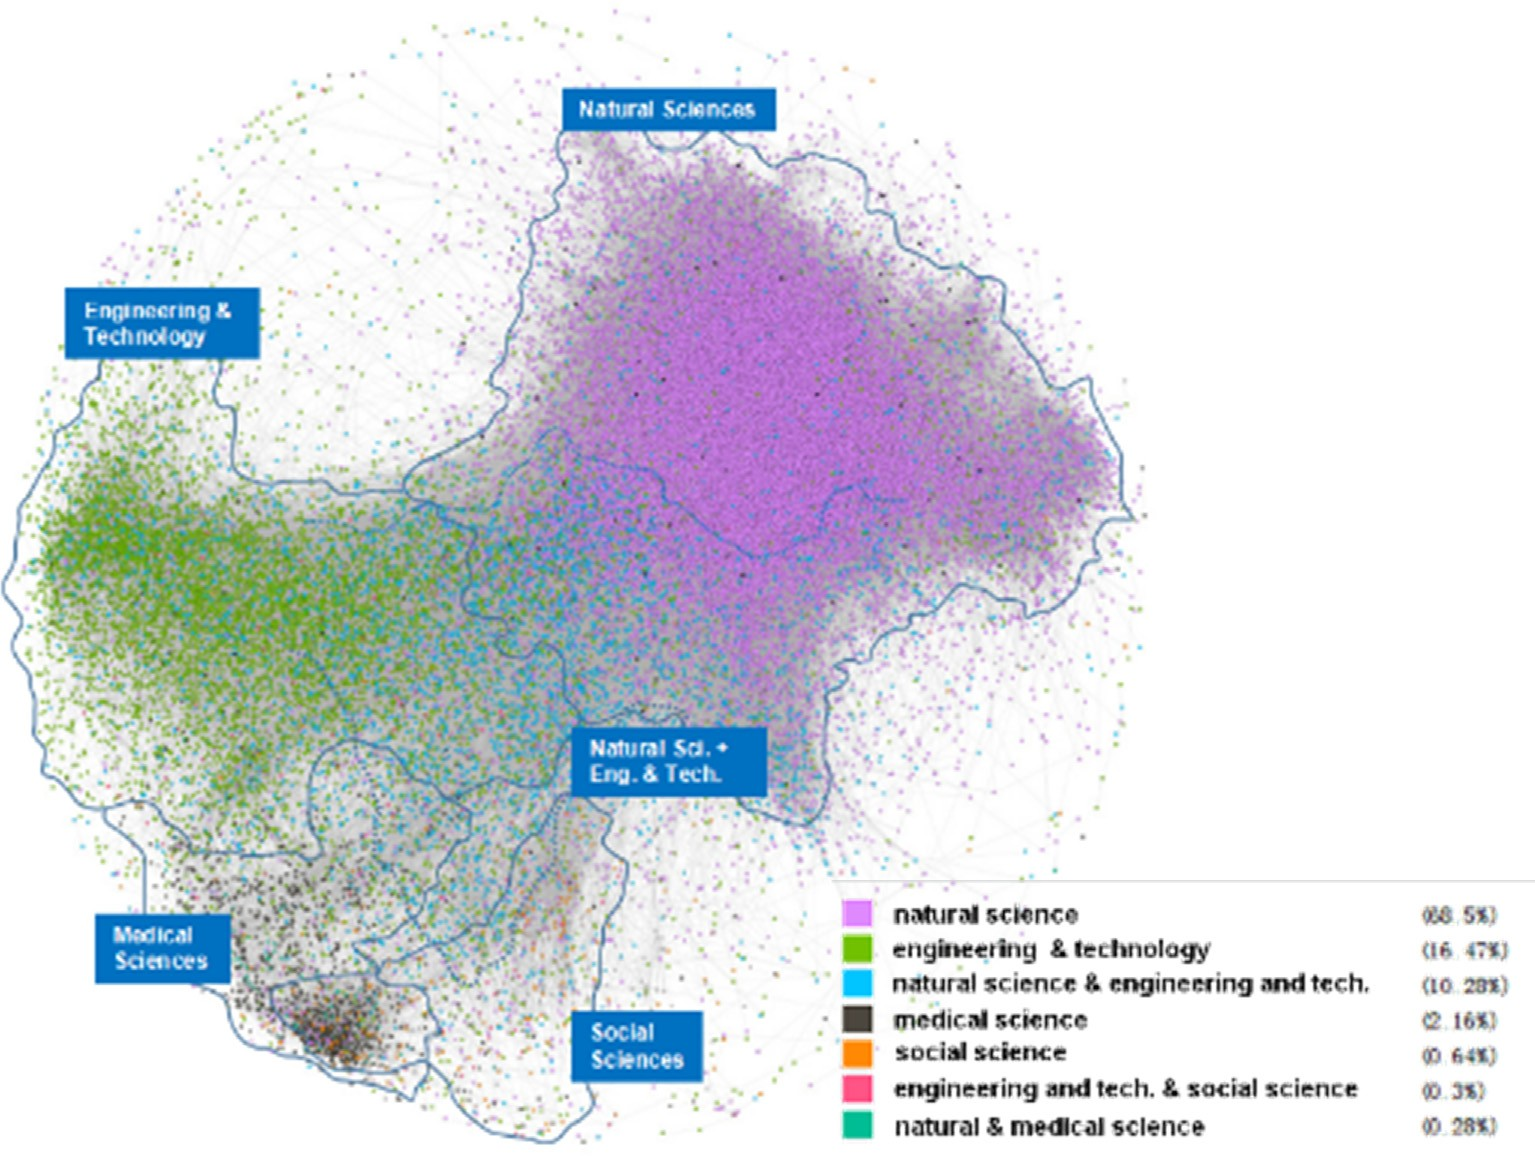 Natural Sciences
Engineering &
Technology
Natural Sci. +
Eng. & Tech.
Medical
Sciences
Social
Sciences
natural science (68.5%)
engineering & technology (16.47%)
natural science & engineering and tech. (10.28%)
medical science (2.16%)
social science (0.64%)
engineering and tech. & social science (0.3%)
natural & medical science (0.28%)